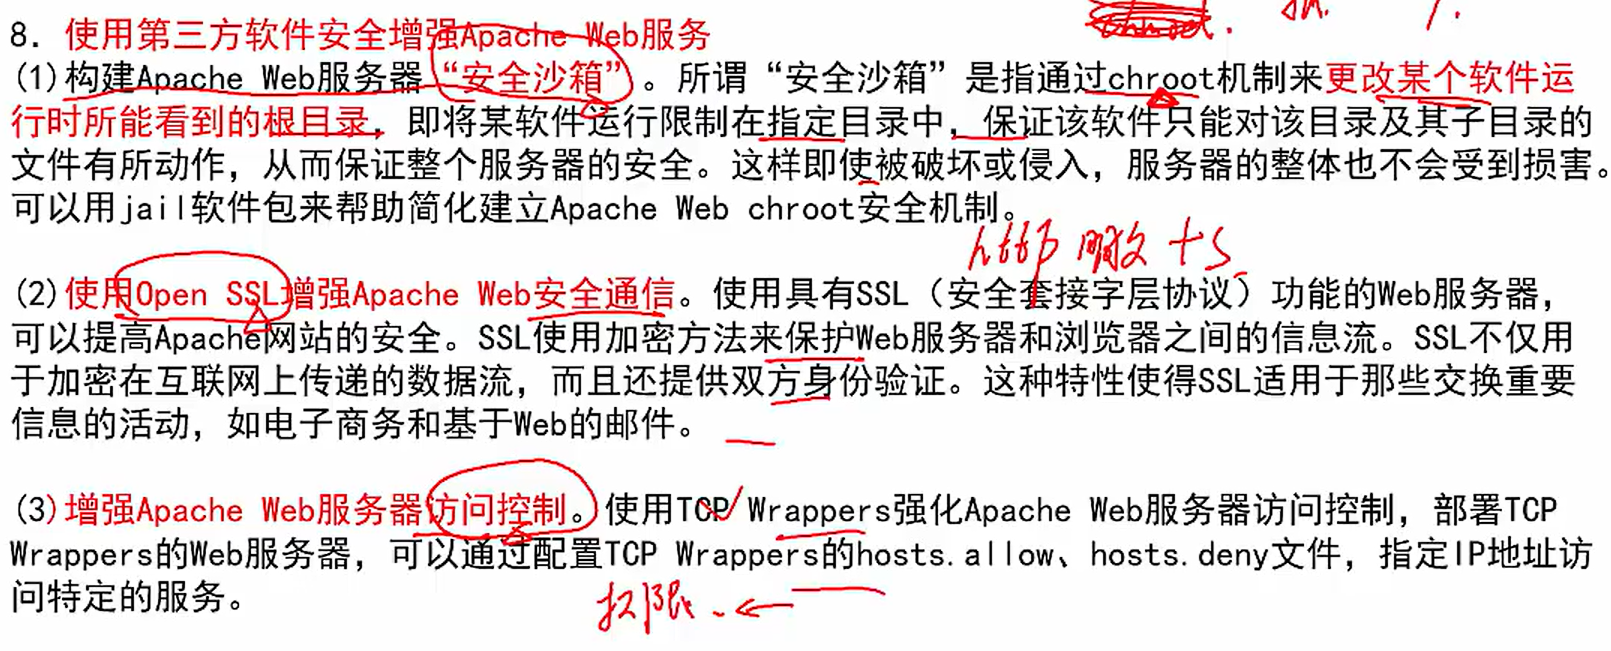 8. 使用第三方软件安全增强Apache Web服务
(1)构建Apache Web服务器“安全沙箱”。所谓“安全沙箱”是指通过chroot机制来更改某个软件运
行时所能看到的根目录，即将某软件运行限制在指定目录中，保证该软件只能对该目录及其子目录的
文件有所动作，从而保证整个服务器的安全。这样即使被破坏或侵入，服务器的整体也不会受到损害。
可以用jail软件包来帮助简化建立Apache Web chroot安全机制。
http 明文 +S
(2)使用Open SSL增强Apache Web安全通信。使用具有SSL（安全套接字层协议）功能的Web服务器，
可以提高Apache网站的安全。SSL使用加密方法来保护Web服务器和浏览器之间的信息流。SSL不仅用
于加密在互联网上传递的数据流，而且还提供双方身份验证。这种特性使得SSL适用于那些交换重要
信息的活动，如电子商务和基于Web的邮件。
(3)增强Apache Web服务器访问控制。使用TCP Wrappers强化Apache Web服务器访问控制，部署TCP
Wrappers的Web服务器，可以通过配置TCP Wrappers的hosts.allow、hosts.deny文件，指定IP地址访
问特定的服务。
权限